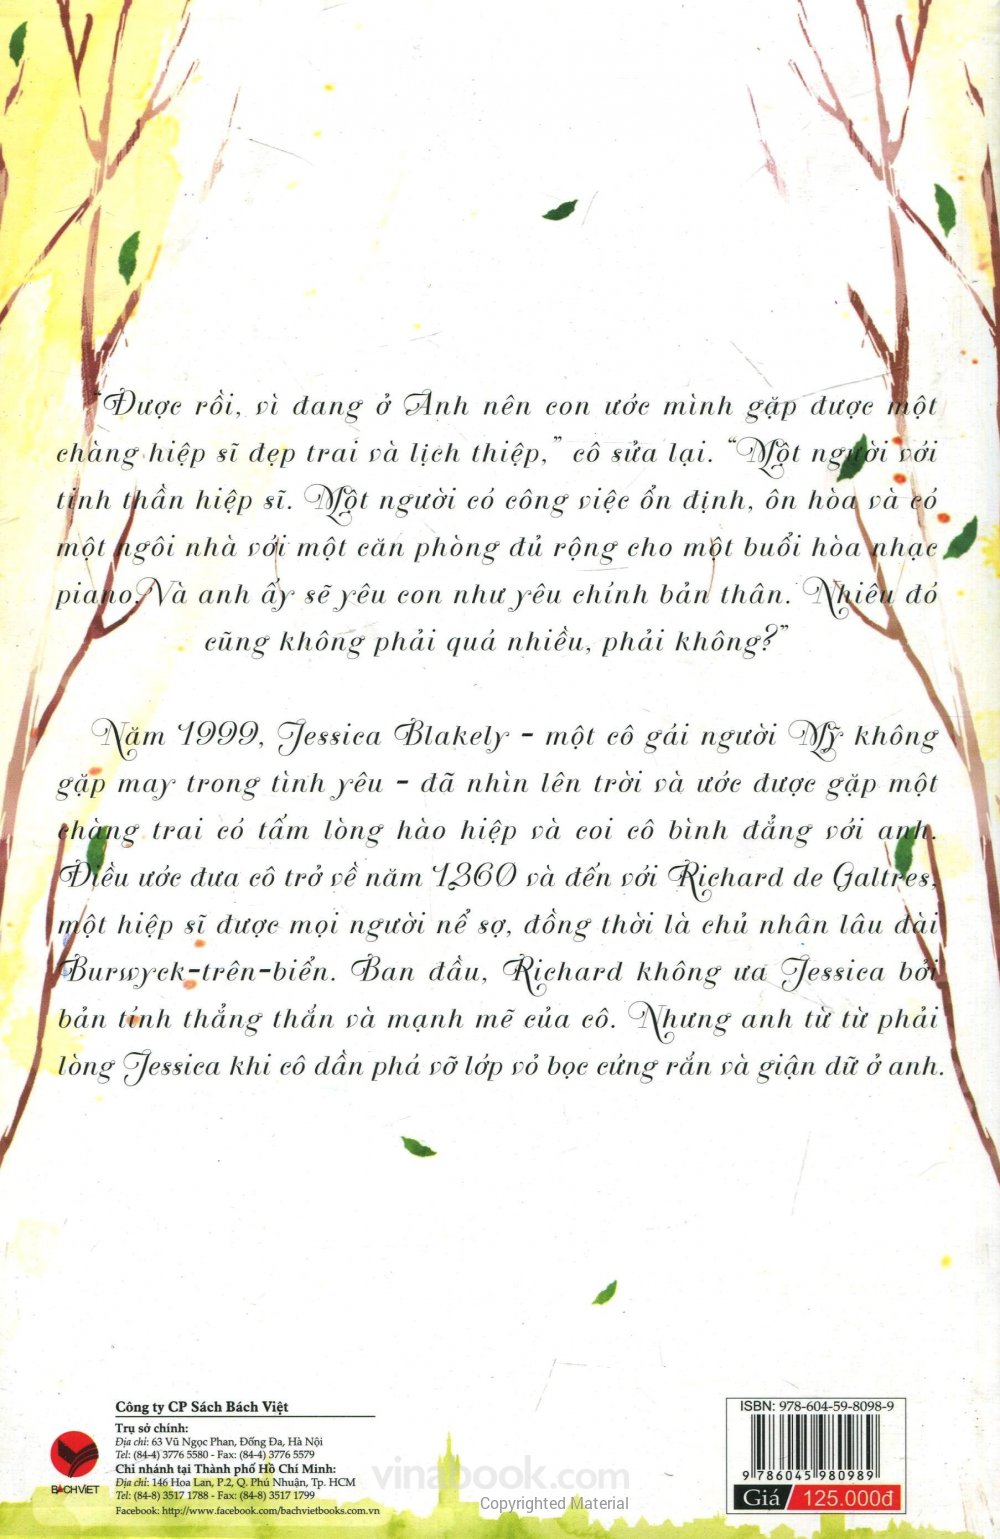 “Được rồi, vì đang ở Anh nên con ước mình gặp được một
chàng hiệp sĩ đẹp trai và lịch thiệp,” cô sửa lại. “Một người với
tinh thần hiệp sĩ. Một người có công việc ổn định, ôn hòa và có
một ngôi nhà với một căn phòng đủ rộng cho một buổi hòa nhạc
piano. Và anh ấy sẽ yêu con như yêu chính bản thân. Nhiêu đó
cũng không phải quá nhiều, phải không?”
Năm 1999, Jessica Blakely - một cô gái người Mỹ không
gặp may trong tình yêu - đã nhìn lên trời và ước được gặp một
chàng trai có tấm lòng hào hiệp và coi cô bình đẳng với anh.
Điều ước đưa cô trở về năm 1260 và đến với Richard de Galtres,
một hiệp sĩ được mọi người nể sợ, đồng thời là chủ nhân lâu đài
Burwyck-trên-biển. Ban đầu, Richard không ưa Jessica bởi
bản tính thẳng thắn và mạnh mẽ của cô. Nhưng anh từ từ phải
lòng Jessica khi cô dần phá vỡ lớp vỏ bọc cứng rắn và giận dữ ở anh.
Công ty CP Sách Bách Việt
Trụ sở chính:
Địa chỉ: 63 Vũ Ngọc Phan, Đống Đa, Hà Nội
Tel: (84-4) 3776 5580 - Fax: (84-4) 3776 5579
Chi nhánh tại Thành phố Hồ Chí Minh:
Địa chỉ: 146 Hoa Lan, P.2, Q. Phú Nhuận, Tp. HCM
Tel: (84-8) 3517 1788 - Fax: (84-8) 3517 1799
Facebook: http://www.facebook.com/bachvietbooks.com.vn
BÁCHVIỆT
vinabook.com
Copyrighted Material
ISBN: 978-604-59-8098-9
9 786045 980989
Giá 125.000đ